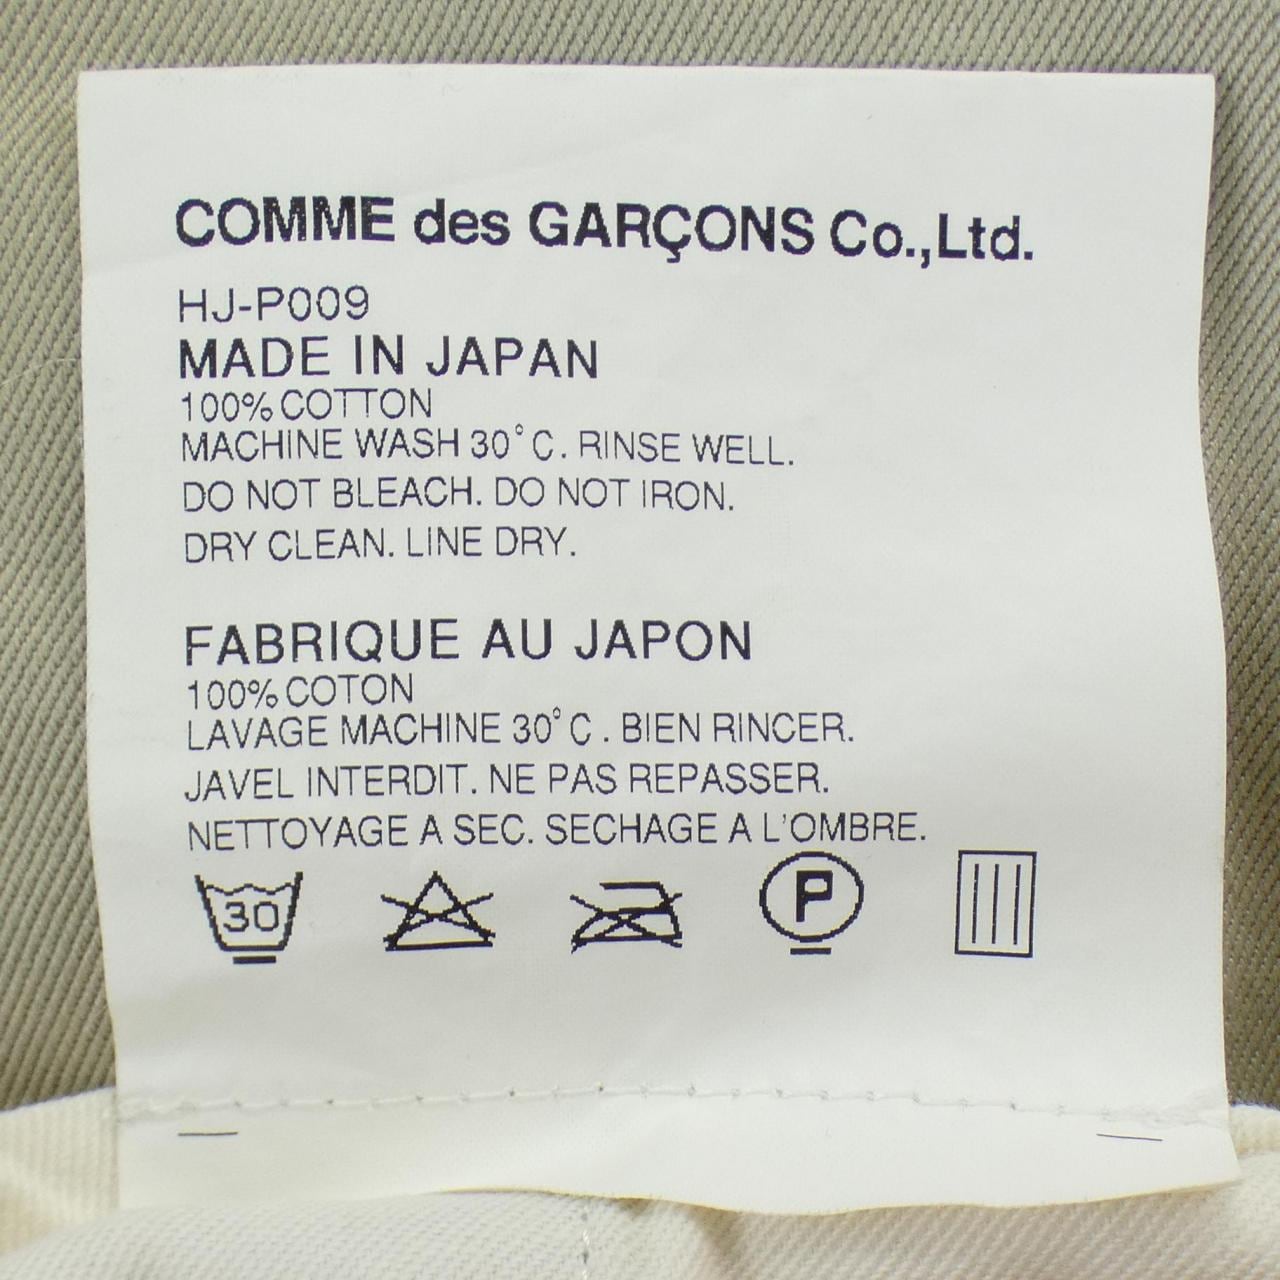 COMME des GARÇONS Co.,Ltd.
HJ-P009
MADE IN JAPAN
100% COTTON
MACHINE WASH 30°C. RINSE WELL.
DO NOT BLEACH. DO NOT IRON.
DRY CLEAN. LINE DRY.
FABRIQUE AU JAPON
100% COTON
LAVAGE MACHINE 30°C. BIEN RINCER.
JAVEL INTERDIT. NE PAS REPASSER.
NETTOYAGE A SEC. SECHAGE A L'OMBRE.
30 P